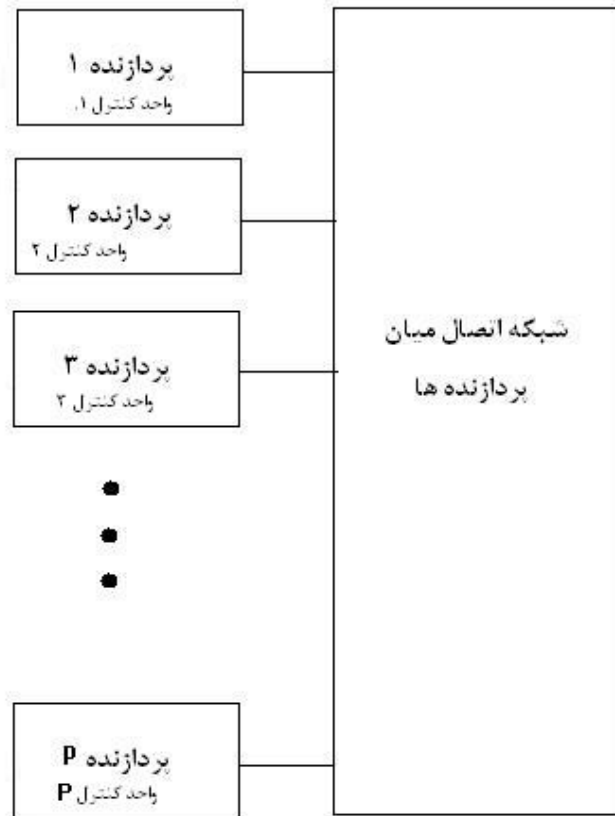 پردازنده ۱
واحد کنترل ۱.
پردازنده ۲
واحد کنترل ۲
پردازنده ۳
واحد کنترل ۳
شبکه اتصال میان
پردازنده ها
پردازنده P
واحد کنترل P